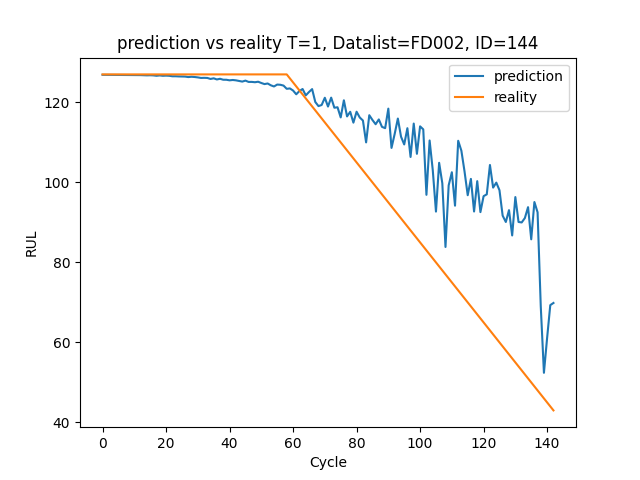 prediction vs reality T=1, Datalist=FD002, ID=144
prediction
reality
RUL
120
100
80
60
40
0 20 40 60 80 100 120 140
Cycle